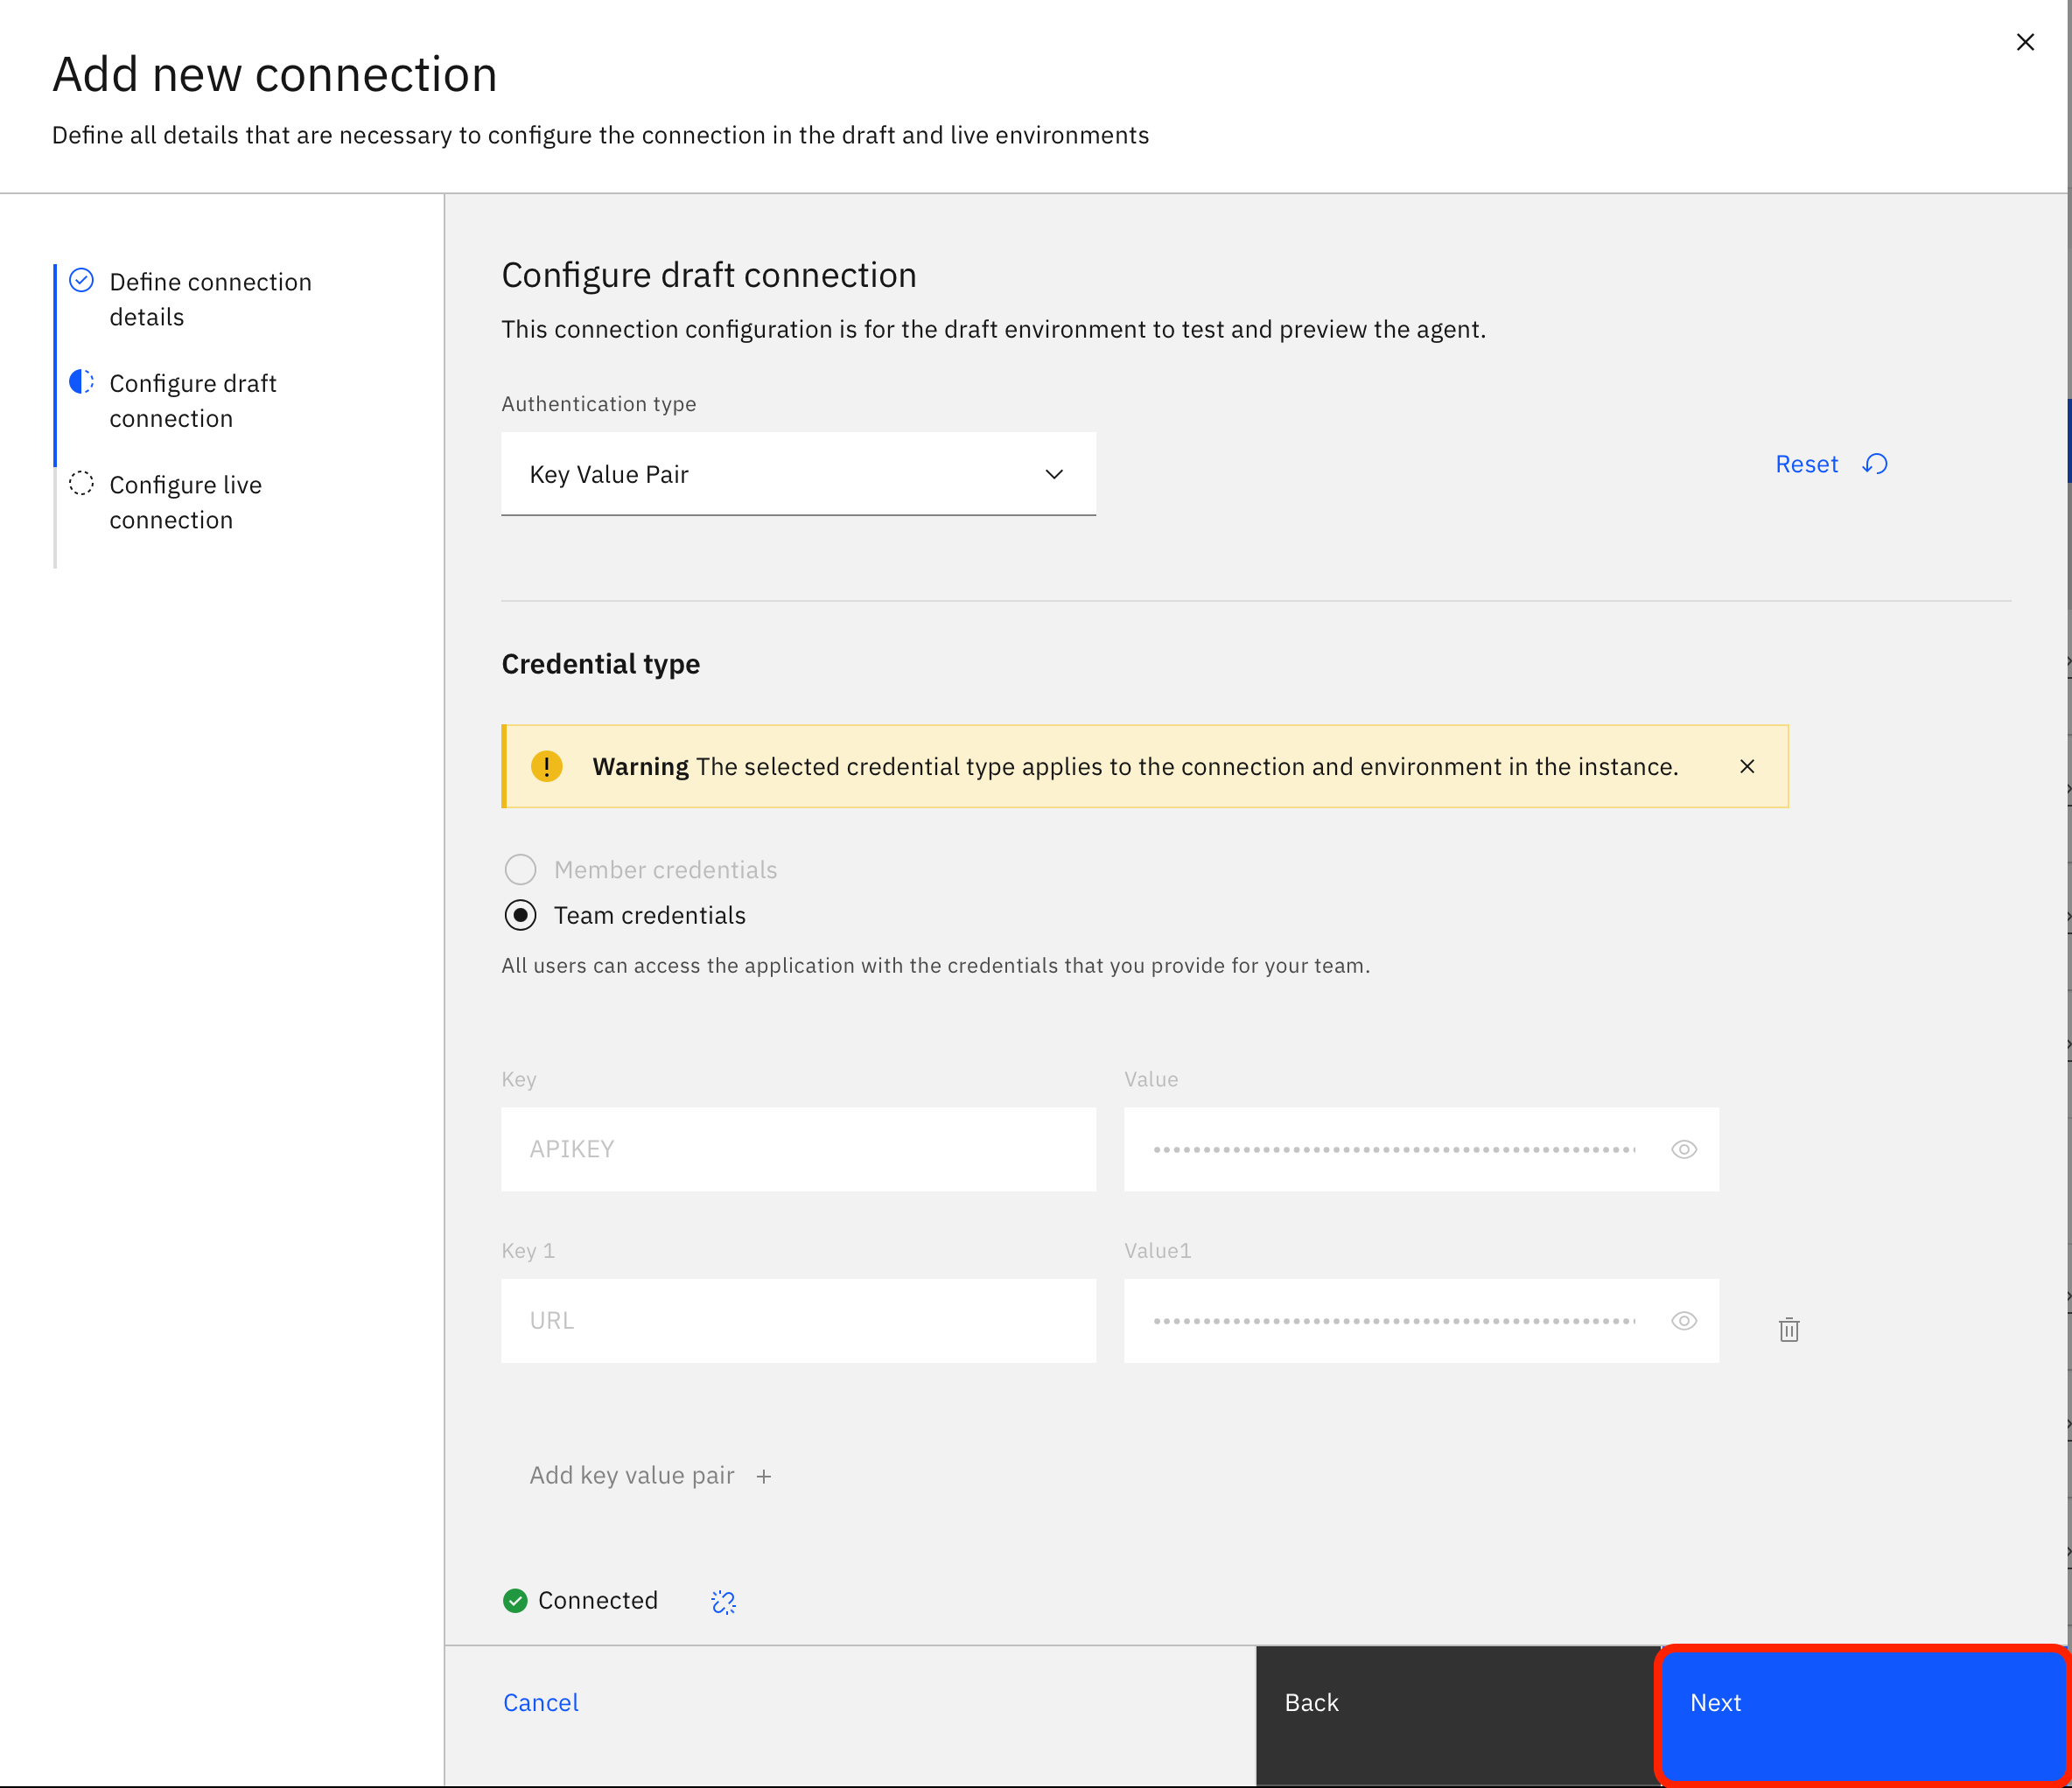 Add new connection
Define all details that are necessary to configure the connection in the draft and live environments
Define connection
details
Configure draft
connection
Configure live
connection
Configure draft connection
This connection configuration is for the draft environment to test and preview the agent.
Authentication type
Key Value Pair
Reset
Credential type
Warning The selected credential type applies to the connection and environment in the instance.
Member credentials
Team credentials
All users can access the application with the credentials that you provide for your team.
Key
Value
APIKEY
Key 1
Value1
URL
Add key value pair +
Connected
Cancel
Back
Next